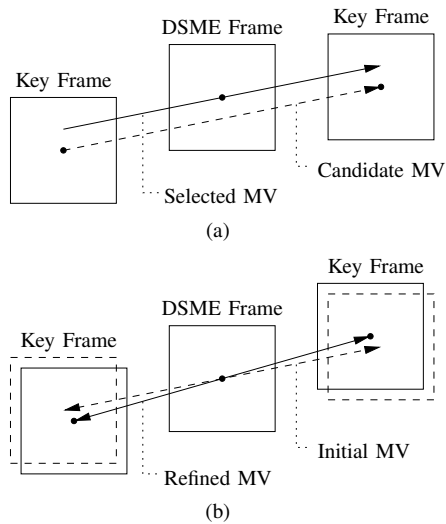 Key Frame
DSME Frame
Key Frame
Candidate MV
Selected MV
(a)
Key Frame
DSME Frame
Key Frame
Initial MV
Refined MV
(b)